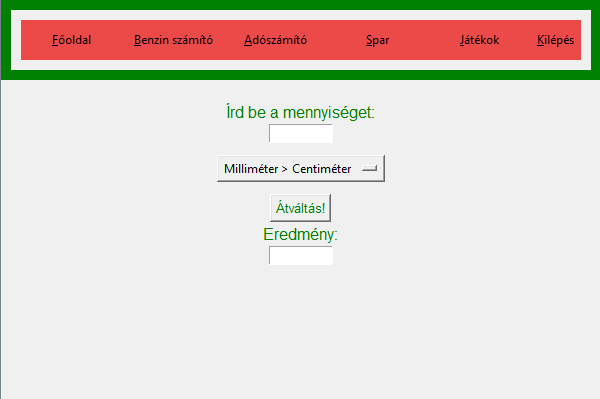 Főoldal Benzin számító Adószámító Spar Játékok Kilépés
Írd be a mennyiséget:
Milliméter > Centiméter
Átváltás!
Eredmény: